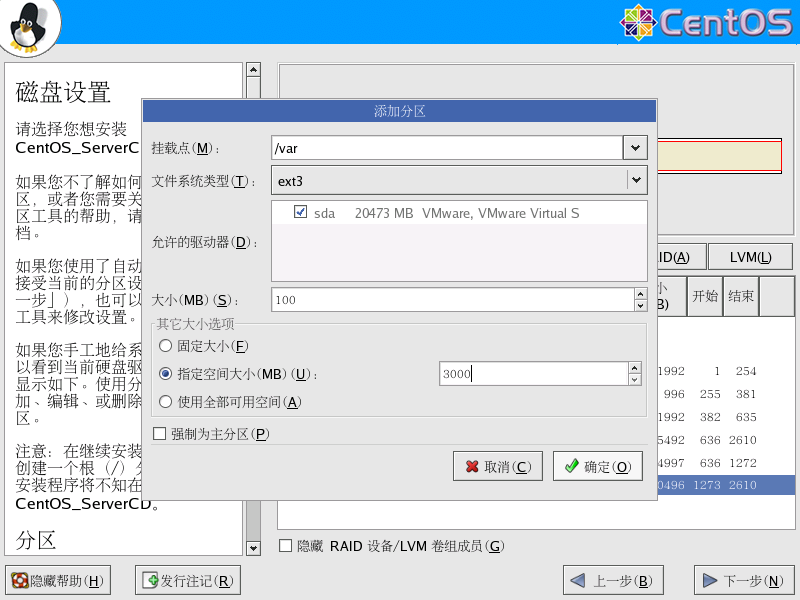 CentOS
磁盘设置
请选择您想安装
CentOS_ServerC
如果您不了解如何
区，或者您需要关
区工具的帮助，请
档。
如果您使用了自动
接受当前的分区设
一步」），也可以
工具来修改设置。
如果您手工地给系
以看到当前硬盘驱
显示如下。使用分
加、编辑、或删除
区。
注意：在继续安装
创建一个根（/）分
安装程序将不知在
CentOS_ServerCD。
分区
添加分区
挂载点(M)：
/var
文件系统类型(T)：
ext3
允许的驱动器(D)：
sda 20473 MB VMware, VMware Virtual S
大小(MB)(S)：
100
其它大小选项
固定大小(F)
指定空间大小(MB)(U)：
3000
使用全部可用空间(A)
强制为主分区(P)
取消(C)
确定(O)
ID(A)
LVM(L)
小
B)
开始
结束
1992 1 254
996 255 381
1992 382 635
5492 636 2610
4997 636 1272
0496 1273 2610
隐藏 RAID 设备/LVM 卷组成员(G)
隐藏帮助(H)
发行注记(R)
上一步(B)
下一步(N)